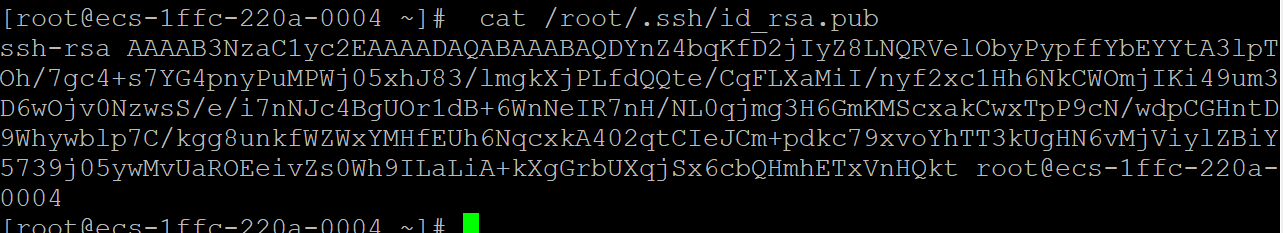 [root@ecs-1ffc-220a-0004 ~]#  cat /root/.ssh/id_rsa.pub
ssh-rsa AAAAB3NzaC1yc2EAAAADAQABAAABAQDYnZ4bqKfD2jIyZ8LNQRVelObyPypffYbEYYtA3lpT
Oh/7gc4+s7YG4pnyPuMPWj05xhJ83/lmgkXjPLfdQQte/CqFLXaMiI/nyf2xc1Hh6NkCWOmjIKi49um3
D6wOjv0NzwsS/e/i7nNJc4BgUOr1dB+6WnNeIR7nH/NL0qjmg3H6GmKMScxakCwxTpP9cN/wdpCGHntD
9Whywblp7C/kgg8unkfWZWxYMHfEUh6NqcxkA402qtCIeJCm+pdkc79xvoYhTT3kUgHN6vMjViylZBiY
5739j05ywMvUaROEeivZs0Wh9ILaLiA+kXgGrbUXqjSx6cbQHmhETxVnHQkt root@ecs-1ffc-220a-
0004
[root@ecs-1ffc-220a-0004 ~]#